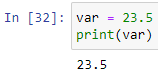 In [32]: var = 23.5
print(var)
23.5